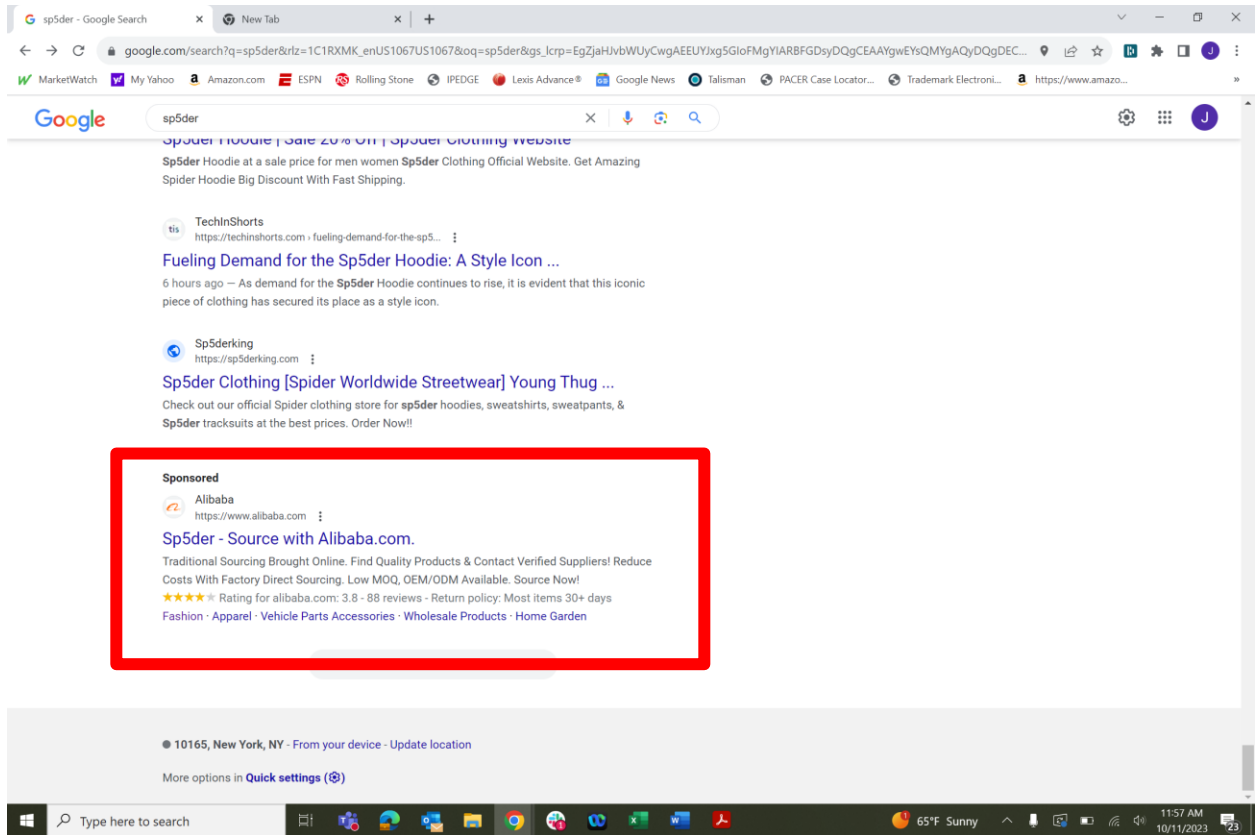 sp5der - Google Search
New Tab
google.com/search?q=sp5der&rlz=1C1RXMK_enUS1067US1067&oq=sp5der&gs_lcrp=EgZjaHJvbWUyCwgAEEUYJxg5GIoFMgYIARBFGDsyDQgCEAAYgwEYsQMYgAQyDQgDEC...
MarketWatch My Yahoo Amazon.com ESPN Rolling Stone IPEDGE Lexis Advance® Google News Talisman PACER Case Locator... Trademark Electroni... https://www.amazo... »
Google sp5der J
Sp5der Hoodie | Sale 20% Off | Sp5der Clothing Website
Sp5der Hoodie at a sale price for men women Sp5der Clothing Official Website. Get Amazing
Spider Hoodie Big Discount With Fast Shipping.
tis TechInShorts
https://techinshorts.com › fueling-demand-for-the-sp5...
Fueling Demand for the Sp5der Hoodie: A Style Icon ...
6 hours ago — As demand for the Sp5der Hoodie continues to rise, it is evident that this iconic
piece of clothing has secured its place as a style icon.
Sp5derking
https://sp5derking.com
Sp5der Clothing [Spider Worldwide Streetwear] Young Thug ...
Check out our official Spider clothing store for sp5der hoodies, sweatshirts, sweatpants, &
Sp5der tracksuits at the best prices. Order Now!!
Sponsored
Alibaba
https://www.alibaba.com
Sp5der - Source with Alibaba.com.
Traditional Sourcing Brought Online. Find Quality Products & Contact Verified Suppliers! Reduce
Costs With Factory Direct Sourcing. Low MOQ, OEM/ODM Available. Source Now!
★★★★★ Rating for alibaba.com: 3.8 - 88 reviews - Return policy: Most items 30+ days
Fashion · Apparel · Vehicle Parts Accessories · Wholesale Products · Home Garden
10165, New York, NY - From your device - Update location
More options in Quick settings ( )
Type here to search
65°F Sunny
11:57 AM
10/11/2023
23